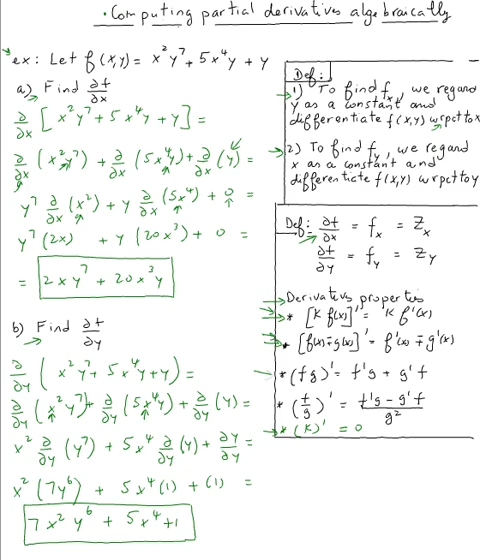 • Computing partial derivatives algebraically
ex: Let f(x,y) = x²y⁷ + 5x⁴y + y
a) Find ∂f/∂x
∂/∂x [x²y⁷ + 5x⁴y + y] =
∂/∂x (x²y⁷) + ∂/∂x (5x⁴y) + ∂/∂x (y) =
y⁷ ∂/∂x (x²) + y ∂/∂x (5x⁴) + 0 =
y⁷ (2x) + y (20x³) + 0 =
= 2xy⁷ + 20x³y
b) Find ∂f/∂y
∂/∂y (x²y⁷ + 5x⁴y + y) =
∂/∂y (x²y⁷) + ∂/∂y (5x⁴y) + ∂/∂y (y) =
x² ∂/∂y (y⁷) + 5x⁴ ∂/∂y (y) + ∂y/∂y =
x² (7y⁶) + 5x⁴ (1) + (1) =
7x²y⁶ + 5x⁴ + 1
Def:
1) To find fx, we regard
y as a constant and
differentiate f(x,y) wrpct to x
2) To find fy, we regard
x as a constant and
differenticate f(x,y) wrpct to y
Def: ∂f/∂x = fx = Zx
∂f/∂y = fy = Zy
Derivatives properties
* [K f(x)]' = K f'(x)
* [f(x) ∓ g(x)]' = f'(x) ∓ g'(x)
* (fg)' = f'g + g'f
* (f/g)' = (f'g - g'f)/g²
* (K)' = 0